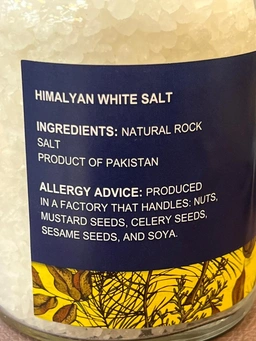 HIMALYAN WHITE SALT
INGREDIENTS: NATURAL ROCK
SALT
PRODUCT OF PAKISTAN
ALLERGY ADVICE: PRODUCED
IN A FACTORY THAT HANDLES: NUTS,
MUSTARD SEEDS, CELERY SEEDS,
SESAME SEEDS, AND SOYA.